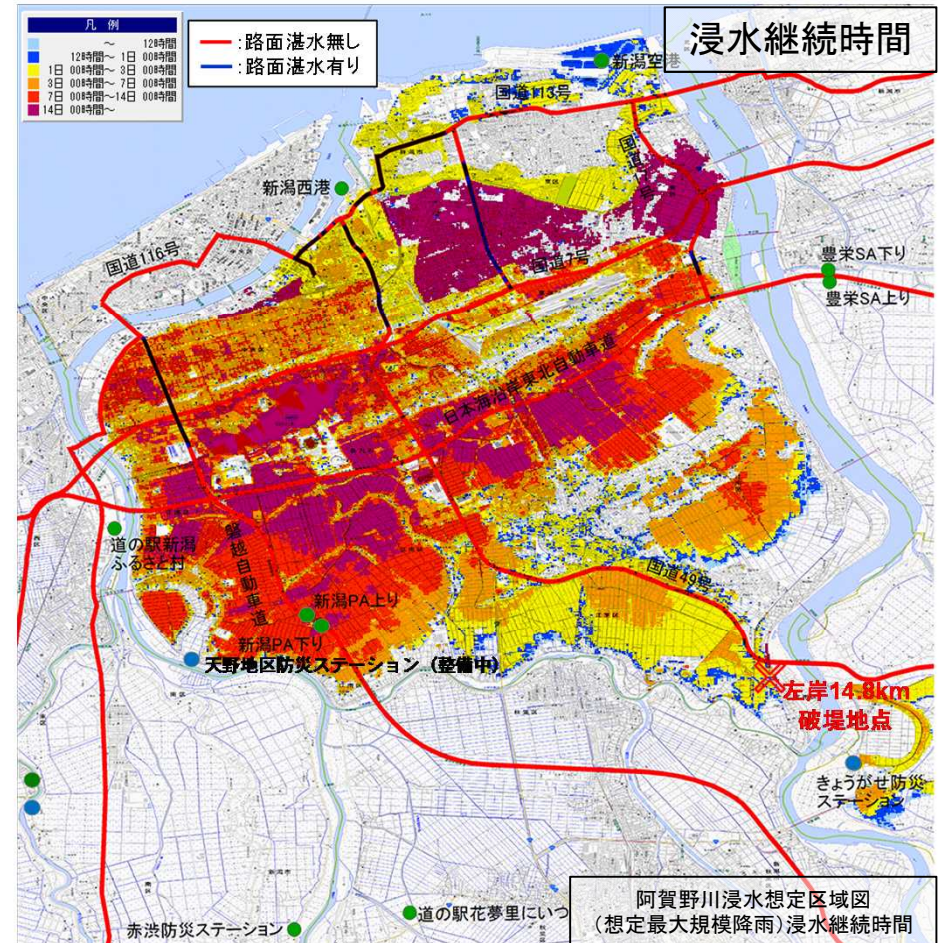 凡 例
～ 12時間
12時間～ 1日 00時間
1日 00時間～ 3日 00時間
3日 00時間～ 7日 00時間
7日 00時間～14日 00時間
14日 00時間～
:路面湛水無し
:路面湛水有り
浸水継続時間
新潟空港
国道113号
国道7号
新潟西港
国道116号
国道7号
豊栄SA下り
豊栄SA上り
日本海沿岸東北自動車道
道の駅新潟
ふるさと村
磐越自動車道
国道49号
新潟PA上り
新潟PA下り
天野地区防災ステーション（整備中）
左岸14.8km
破堤地点
きょうがせ防災
ステーション
道の駅花夢里にいつ
赤渋防災ステーション
阿賀野川浸水想定区域図
（想定最大規模降雨）浸水継続時間